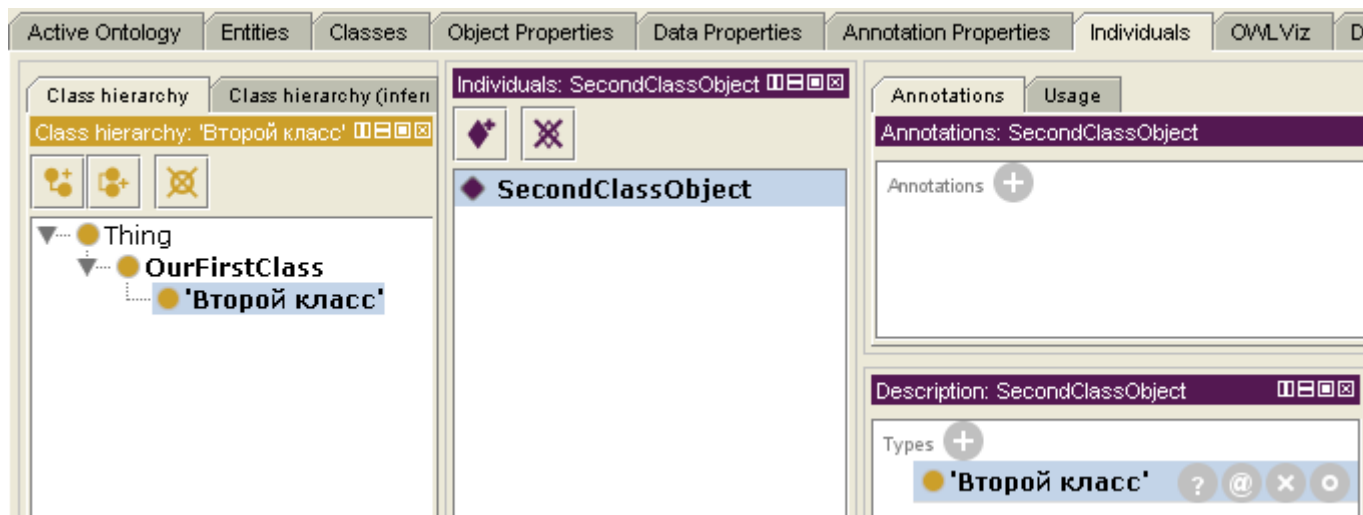 Active Ontology Entities Classes Object Properties Data Properties Annotation Properties Individuals OWLViz D
Class hierarchy Class hierarchy (inferr
Class hierarchy: 'Второй класс'
Thing
OurFirstClass
'Второй класс'
Individuals: SecondClassObject
SecondClassObject
Annotations Usage
Annotations: SecondClassObject
Annotations +
Description: SecondClassObject
Types +
'Второй класс' ? @ × o